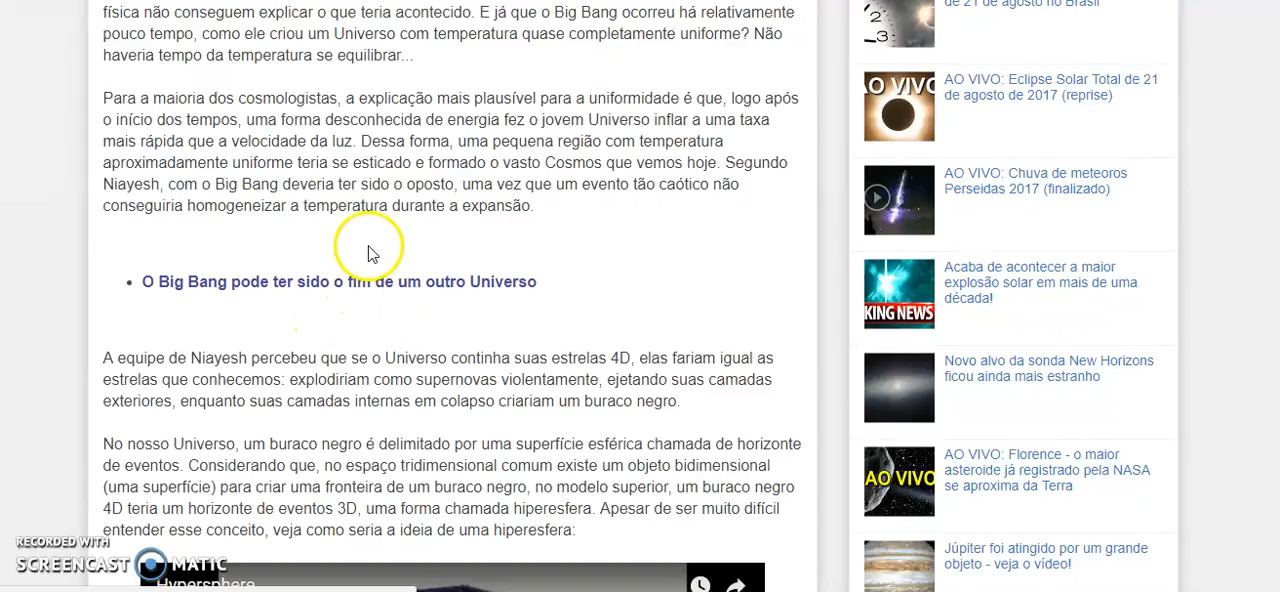 física não conseguem explicar o que teria acontecido. E já que o Big Bang ocorreu há relativamente
pouco tempo, como ele criou um Universo com temperatura quase completamente uniforme? Não
haveria tempo da temperatura se equilibrar...
Para a maioria dos cosmologistas, a explicação mais plausível para a uniformidade é que, logo após
o início dos tempos, uma forma desconhecida de energia fez o jovem Universo inflar a uma taxa
mais rápida que a velocidade da luz. Dessa forma, uma pequena região com temperatura
aproximadamente uniforme teria se esticado e formado o vasto Cosmos que vemos hoje. Segundo
Niayesh, com o Big Bang deveria ter sido o oposto, uma vez que um evento tão caótico não
conseguiria homogeneizar a temperatura durante a expansão.
• O Big Bang pode ter sido o fim de um outro Universo
A equipe de Niayesh percebeu que se o Universo continha suas estrelas 4D, elas fariam igual as
estrelas que conhecemos: explodiriam como supernovas violentamente, ejetando suas camadas
exteriores, enquanto suas camadas internas em colapso criariam um buraco negro.
No nosso Universo, um buraco negro é delimitado por uma superfície esférica chamada de horizonte
de eventos. Considerando que, no espaço tridimensional comum existe um objeto bidimensional
(uma superfície) para criar uma fronteira de um buraco negro, no modelo superior, um buraco negro
4D teria um horizonte de eventos 3D, uma forma chamada hiperesfera. Apesar de ser muito difícil
entender esse conceito, veja como seria a ideia de uma hiperesfera:
Hypersphere
RECORDED WITH
SCREENCAST MATIC
de 21 de agosto no Brasil
2
3
AO VIVO
AO VIVO: Eclipse Solar Total de 21
de agosto de 2017 (reprise)
AO VIVO: Chuva de meteoros
Perseidas 2017 (finalizado)
KING NEWS
Acaba de acontecer a maior
explosão solar em mais de uma
década!
Novo alvo da sonda New Horizons
ficou ainda mais estranho
AO VIVO
AO VIVO: Florence - o maior
asteroide já registrado pela NASA
se aproxima da Terra
Júpiter foi atingido por um grande
objeto - veja o vídeo!